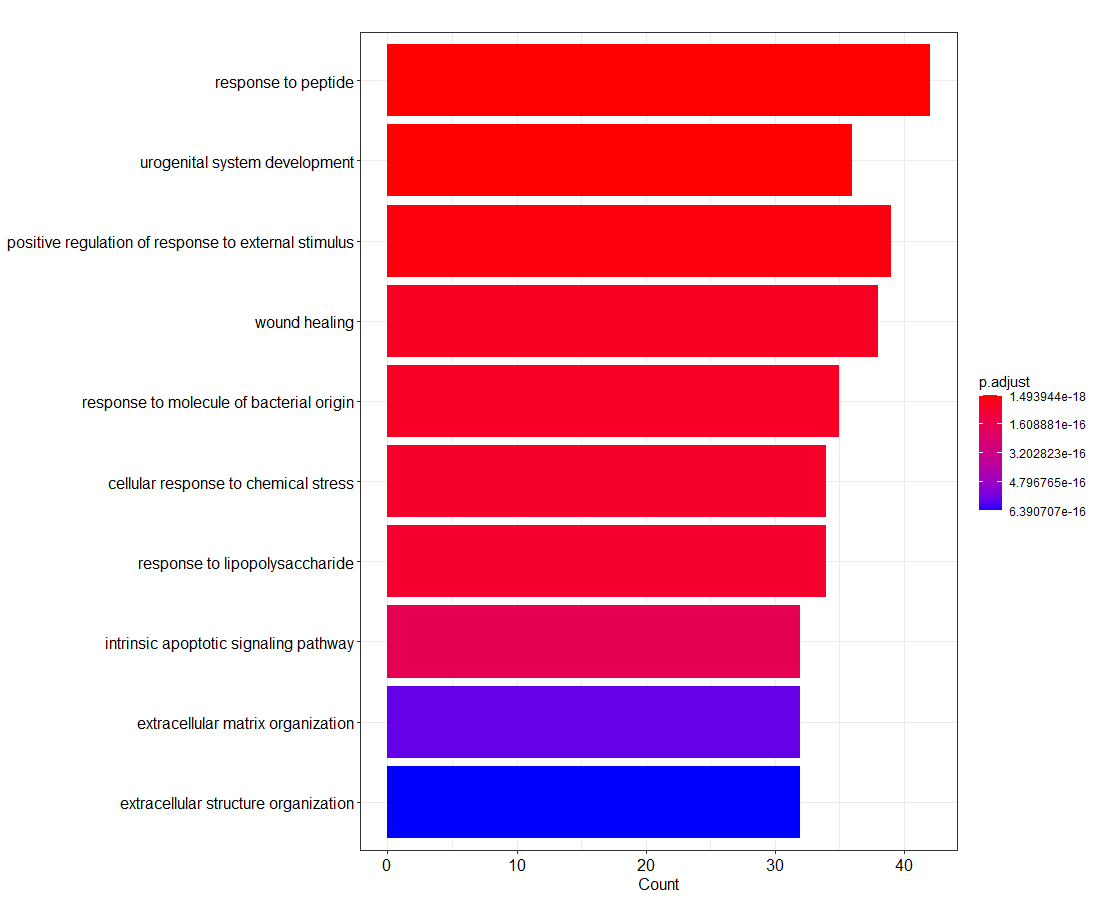 response to peptide
urogenital system development
positive regulation of response to external stimulus
wound healing
response to molecule of bacterial origin
cellular response to chemical stress
response to lipopolysaccharide
intrinsic apoptotic signaling pathway
extracellular matrix organization
extracellular structure organization
0 10 20 30 40
Count
p.adjust
1.493944e-18
1.608881e-16
3.202823e-16
4.796765e-16
6.390707e-16